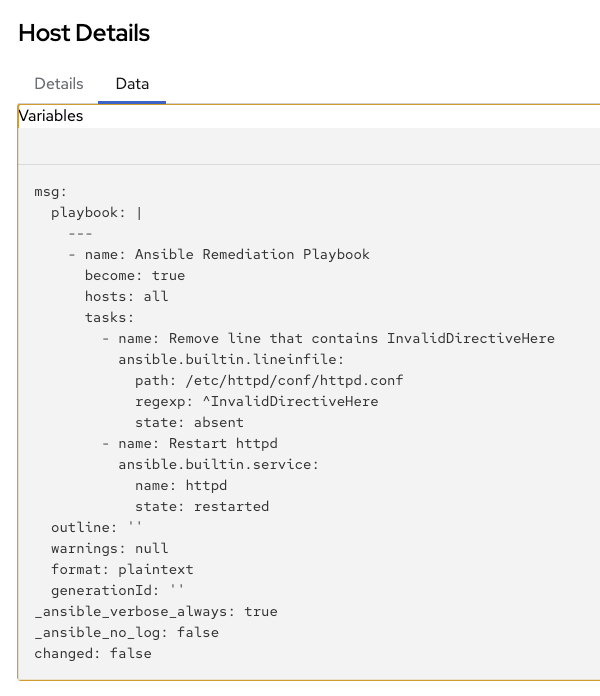 Host Details
Details Data
Variables
msg:
  playbook: |
    ---
    - name: Ansible Remediation Playbook
      become: true
      hosts: all
      tasks:
        - name: Remove line that contains InvalidDirectiveHere
          ansible.builtin.lineinfile:
            path: /etc/httpd/conf/httpd.conf
            regexp: ^InvalidDirectiveHere
            state: absent
        - name: Restart httpd
          ansible.builtin.service:
            name: httpd
            state: restarted
  outline: ''
  warnings: null
  format: plaintext
  generationId: ''
_ansible_verbose_always: true
_ansible_no_log: false
changed: false